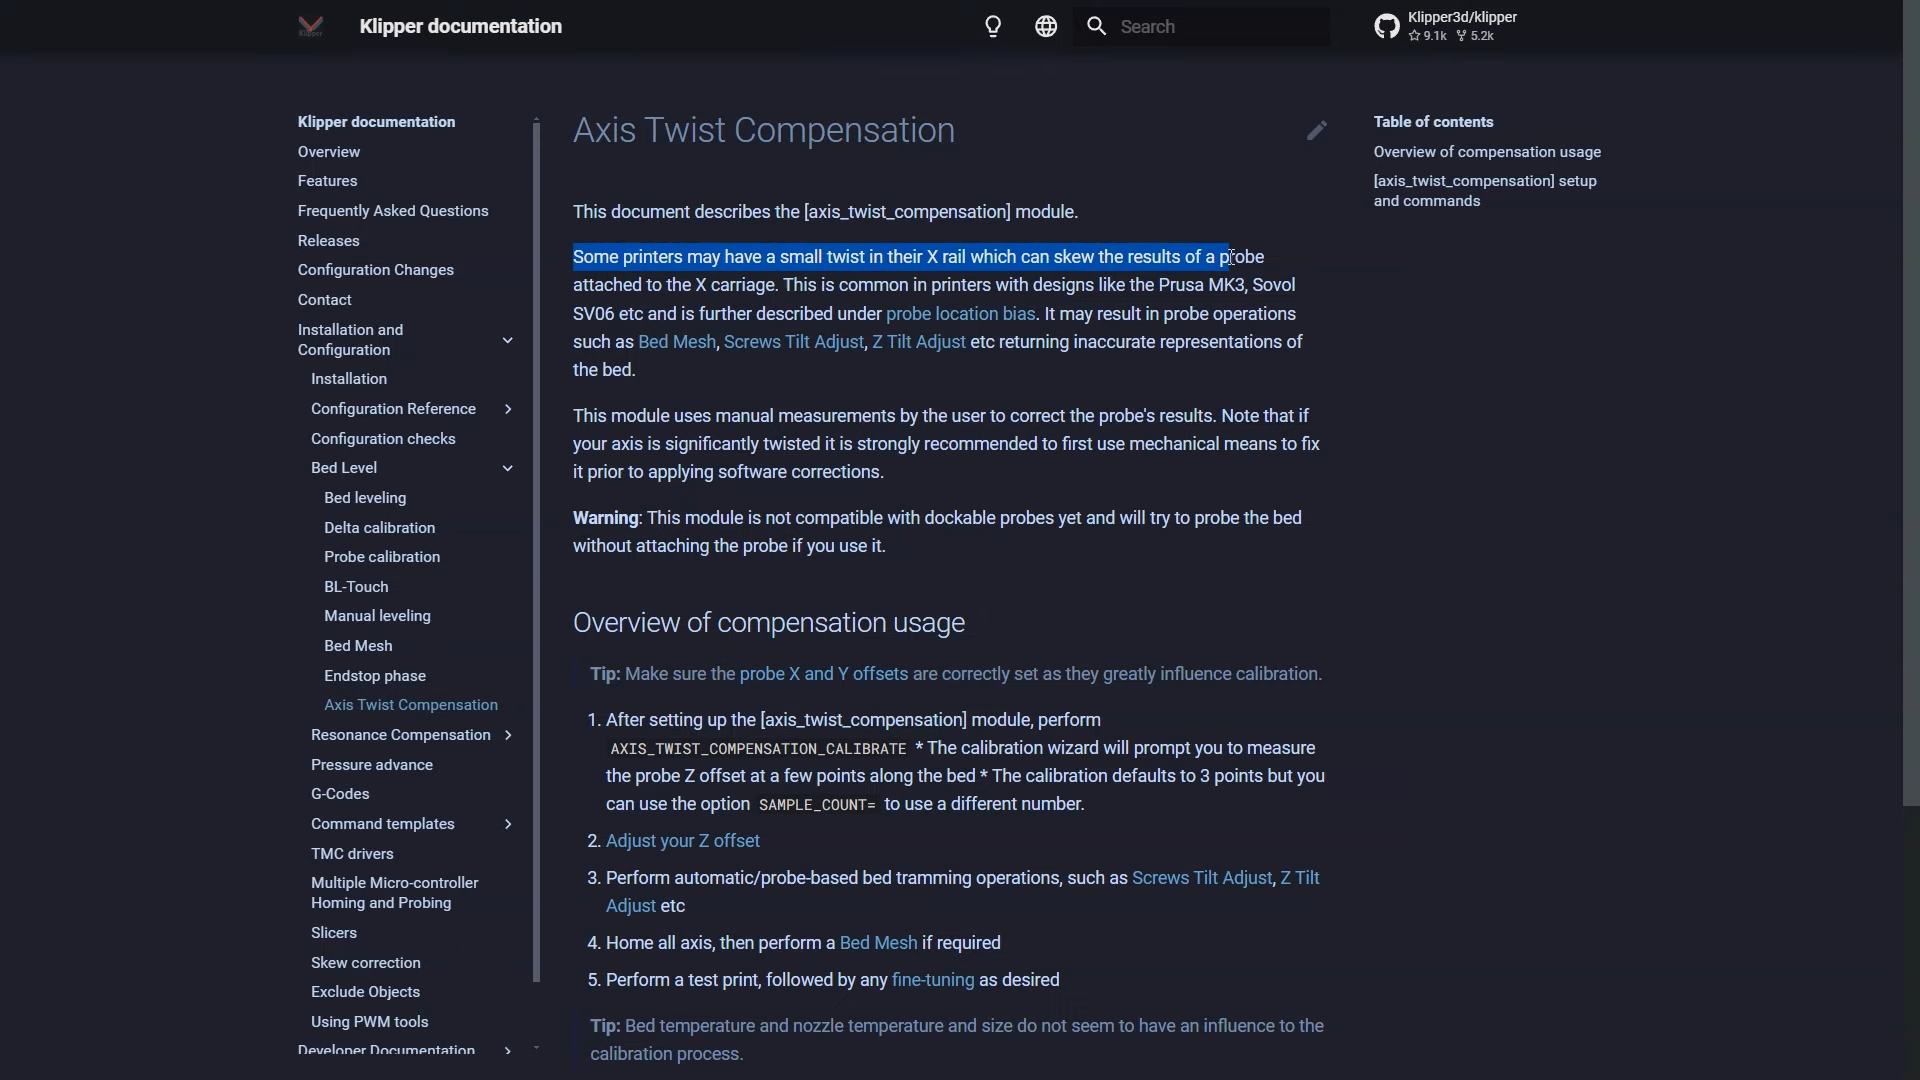 Klipper documentation
Search
Klipper3d/klipper
9.1k 5.2k
Klipper
Klipper documentation
Overview
Features
Frequently Asked Questions
Releases
Configuration Changes
Contact
Installation and
Configuration
Installation
Configuration Reference
Configuration checks
Bed Level
Bed leveling
Delta calibration
Probe calibration
BL-Touch
Manual leveling
Bed Mesh
Endstop phase
Axis Twist Compensation
Resonance Compensation
Pressure advance
G-Codes
Command templates
TMC drivers
Multiple Micro-controller
Homing and Probing
Slicers
Skew correction
Exclude Objects
Using PWM tools
Developer Documentation
Axis Twist Compensation
This document describes the [axis_twist_compensation] module.
Some printers may have a small twist in their X rail which can skew the results of a probe
attached to the X carriage. This is common in printers with designs like the Prusa MK3, Sovol
SV06 etc and is further described under probe location bias. It may result in probe operations
such as Bed Mesh, Screws Tilt Adjust, Z Tilt Adjust etc returning inaccurate representations of
the bed.
This module uses manual measurements by the user to correct the probe's results. Note that if
your axis is significantly twisted it is strongly recommended to first use mechanical means to fix
it prior to applying software corrections.
Warning: This module is not compatible with dockable probes yet and will try to probe the bed
without attaching the probe if you use it.
Overview of compensation usage
Tip: Make sure the probe X and Y offsets are correctly set as they greatly influence calibration.
1. After setting up the [axis_twist_compensation] module, perform
AXIS_TWIST_COMPENSATION_CALIBRATE * The calibration wizard will prompt you to measure
the probe Z offset at a few points along the bed * The calibration defaults to 3 points but you
can use the option SAMPLE_COUNT= to use a different number.
2. Adjust your Z offset
3. Perform automatic/probe-based bed tramming operations, such as Screws Tilt Adjust, Z Tilt
Adjust etc
4. Home all axis, then perform a Bed Mesh if required
5. Perform a test print, followed by any fine-tuning as desired
Tip: Bed temperature and nozzle temperature and size do not seem to have an influence to the
calibration process.
Table of contents
Overview of compensation usage
[axis_twist_compensation] setup
and commands